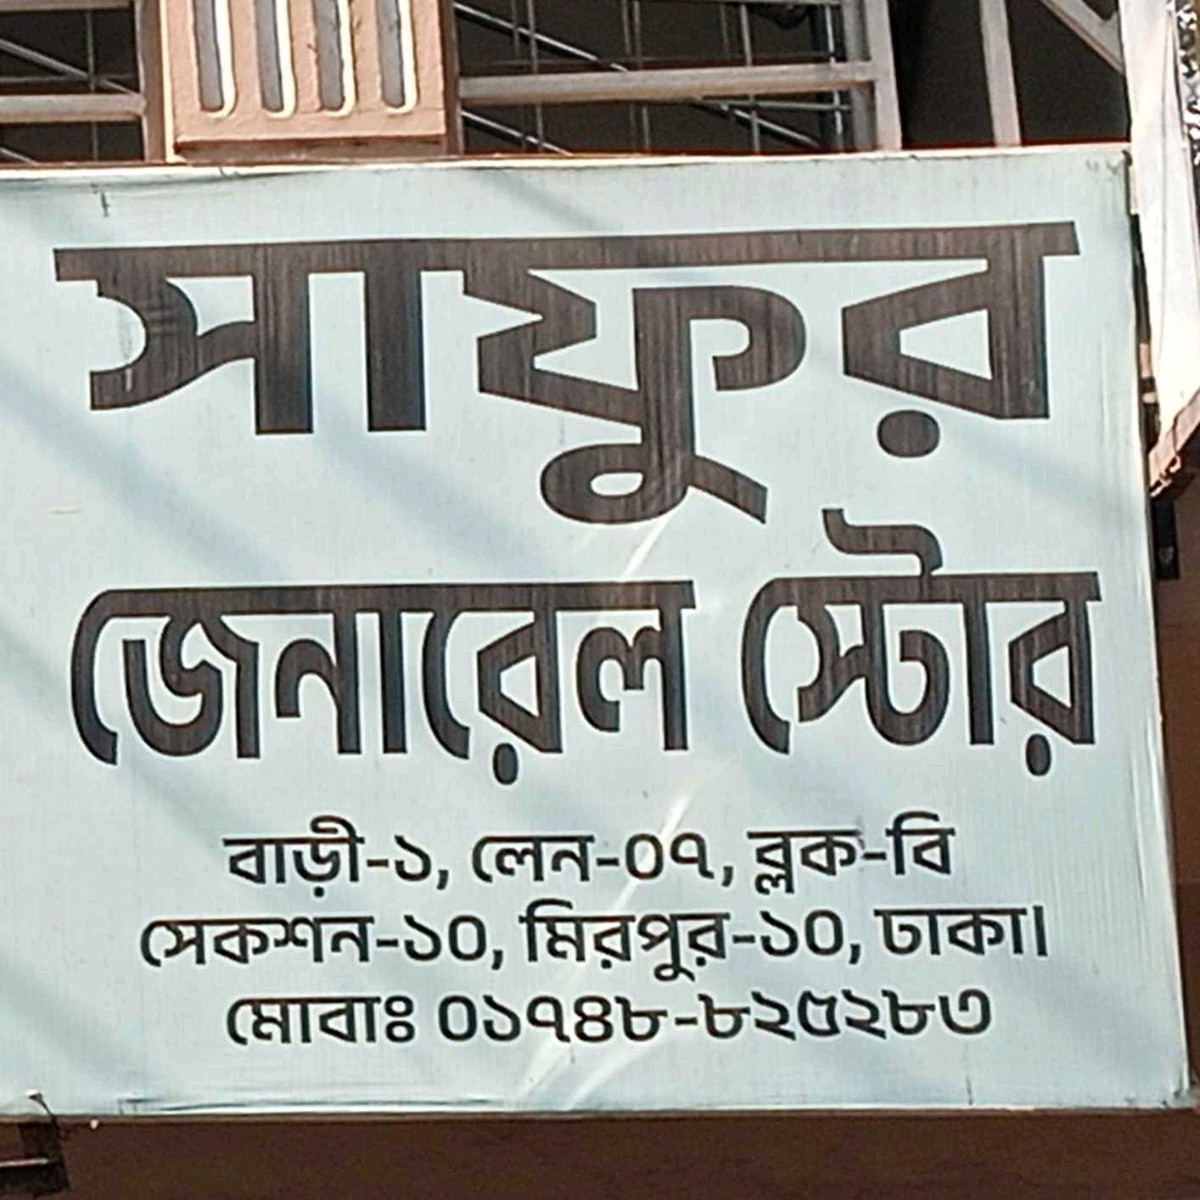 সাফুর
জেনারেল স্টোর
বাড়ী-১, লেন-০৭, ব্লক-বি
সেকশন-১০, মিরপুর-১০, ঢাকা।
মোবাঃ ০১৭৪৮-৮২৫২৮৩